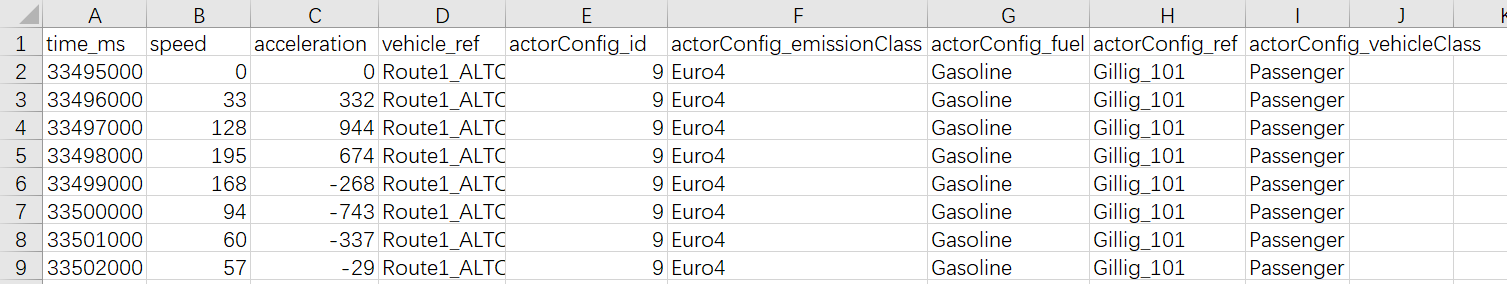 A B C D E F G H I J
1 time_ms speed acceleration vehicle_ref actorConfig_id actorConfig_emissionClass actorConfig_fuel actorConfig_ref actorConfig_vehicleClass
2 33495000 0 0 Route1_ALTC 9 Euro4 Gasoline Gillig_101 Passenger
3 33496000 33 332 Route1_ALTC 9 Euro4 Gasoline Gillig_101 Passenger
4 33497000 128 944 Route1_ALTC 9 Euro4 Gasoline Gillig_101 Passenger
5 33498000 195 674 Route1_ALTC 9 Euro4 Gasoline Gillig_101 Passenger
6 33499000 168 -268 Route1_ALTC 9 Euro4 Gasoline Gillig_101 Passenger
7 33500000 94 -743 Route1_ALTC 9 Euro4 Gasoline Gillig_101 Passenger
8 33501000 60 -337 Route1_ALTC 9 Euro4 Gasoline Gillig_101 Passenger
9 33502000 57 -29 Route1_ALTC 9 Euro4 Gasoline Gillig_101 Passenger